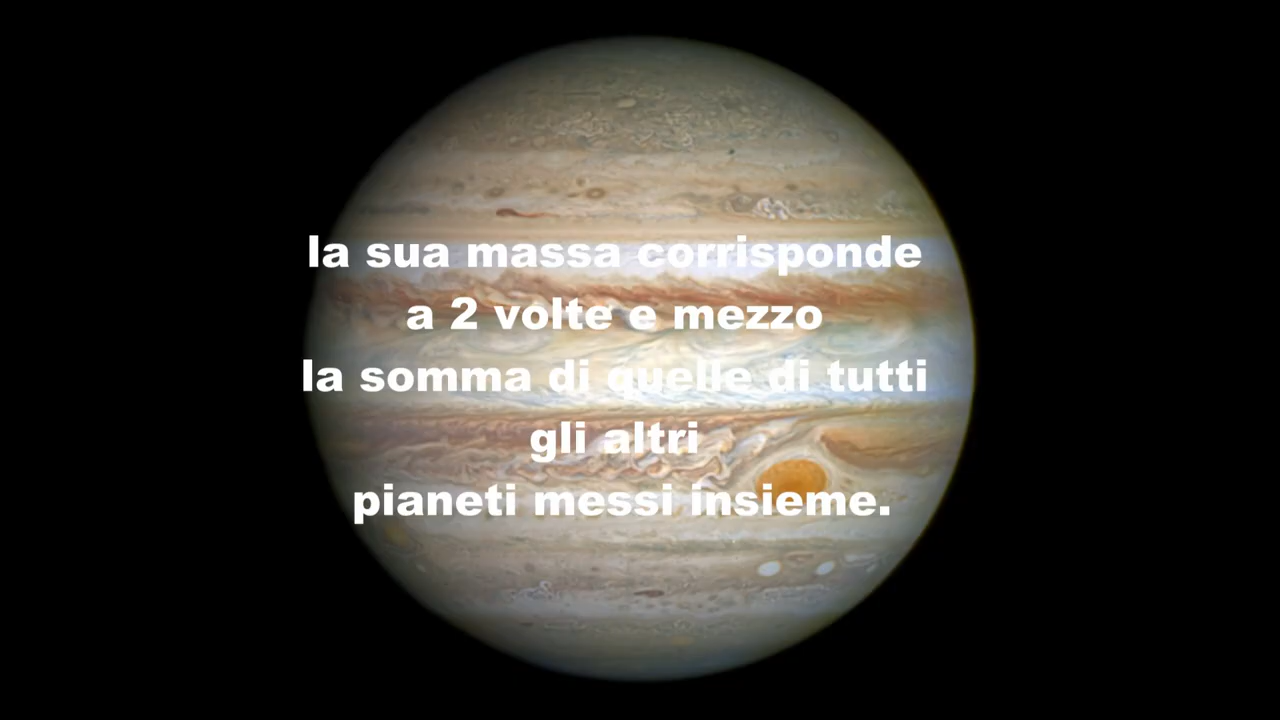 la sua massa corrisponde
a 2 volte e mezzo
la somma di quelle di tutti
gli altri
pianeti messi insieme.